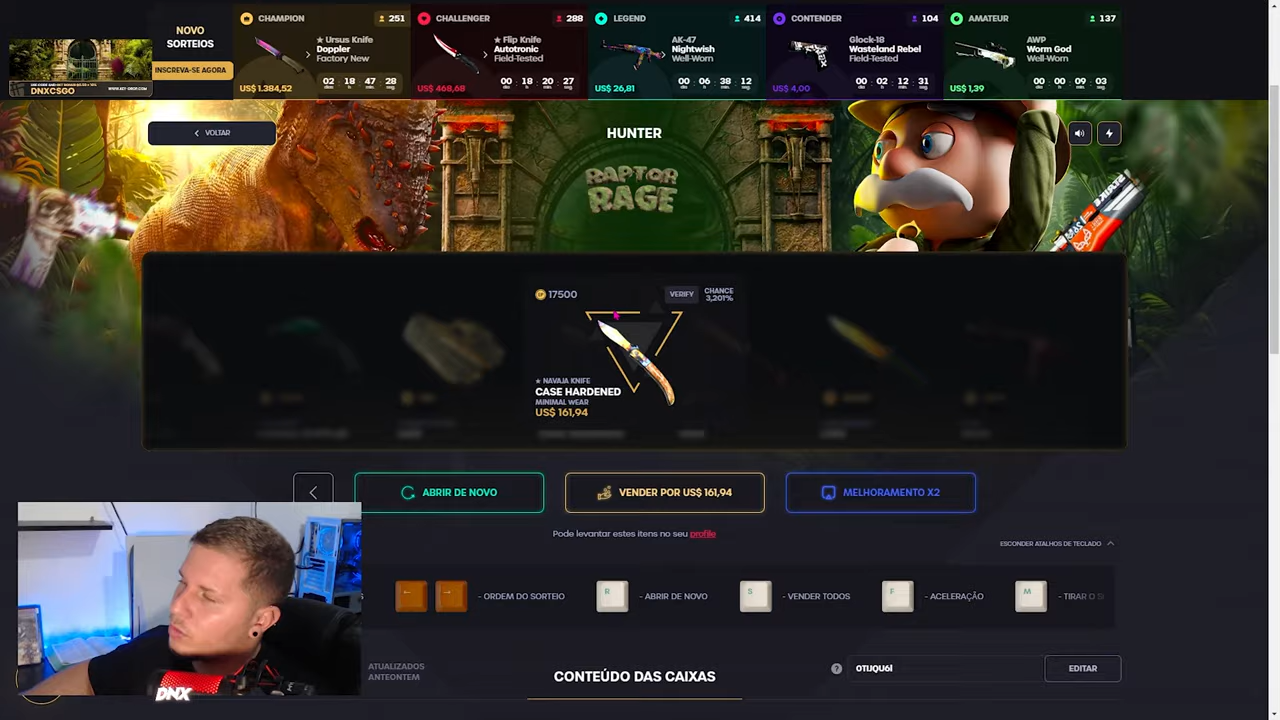 NOVO
SORTEIOS
INSCREVA-SE AGORA
DNXCSGO
WWW.KEY-DROP.COM
CHAMPION
251
★ Ursus Knife
Doppler
Factory New
US$ 1.384,52
02 18 47 28
CHALLENGER
288
★ Flip Knife
Autotronic
Field-Tested
US$ 468,68
00 18 20 27
LEGEND
414
AK-47
Nightwish
Well-Worn
US$ 26,81
00 06 38 12
CONTENDER
104
Glock-18
Wasteland Rebel
Field-Tested
US$ 4,00
00 02 12 31
AMATEUR
137
AWP
Worm God
Well-Worn
US$ 1,39
00 00 09 03
VOLTAR
HUNTER
RAPTOR
RAGE
17500
VERIFY
CHANCE
3,201%
★ NAVAJA KNIFE
CASE HARDENED
MINIMAL WEAR
US$ 161,94
ABRIR DE NOVO
VENDER POR US$ 161,94
MELHORAMENTO X2
Pode levantar estes itens no seu profile
ESCONDER ATALHOS DE TECLADO
← → - ORDEM DO SORTEIO
R - ABRIR DE NOVO
S - VENDER TODOS
F - ACELERAÇÃO
M - TIRAR O
ATUALIZADOS
ANTEONTEM
CONTEÚDO DAS CAIXAS
? 0TIJQU6I
EDITAR
DNX